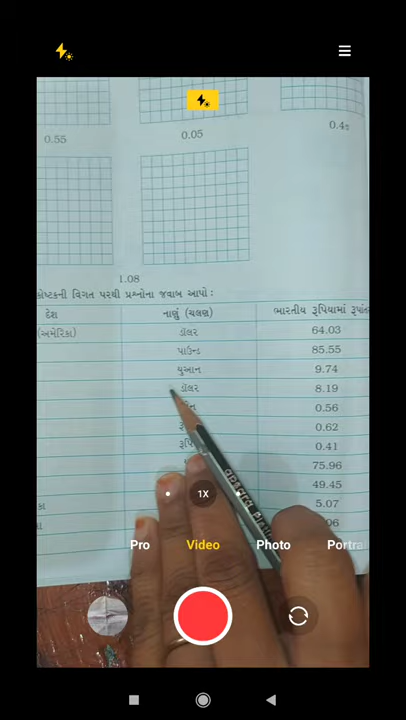 0.55
0.05
0.4
1.08
કોષ્ટકની વિગત પરથી પ્રશ્નોના જવાબ આપો :
દેશ નાણું (ચલણ) ભારતીય રૂપિયામાં રૂપાંત
(અમેરિકા) ડૉલર 64.03
પાઉન્ડ 85.55
યુઆન 9.74
ડૉલર 8.19
0.56
0.62
0.41
75.96
49.45
5.07
06
1X
Pro Video Photo Portra